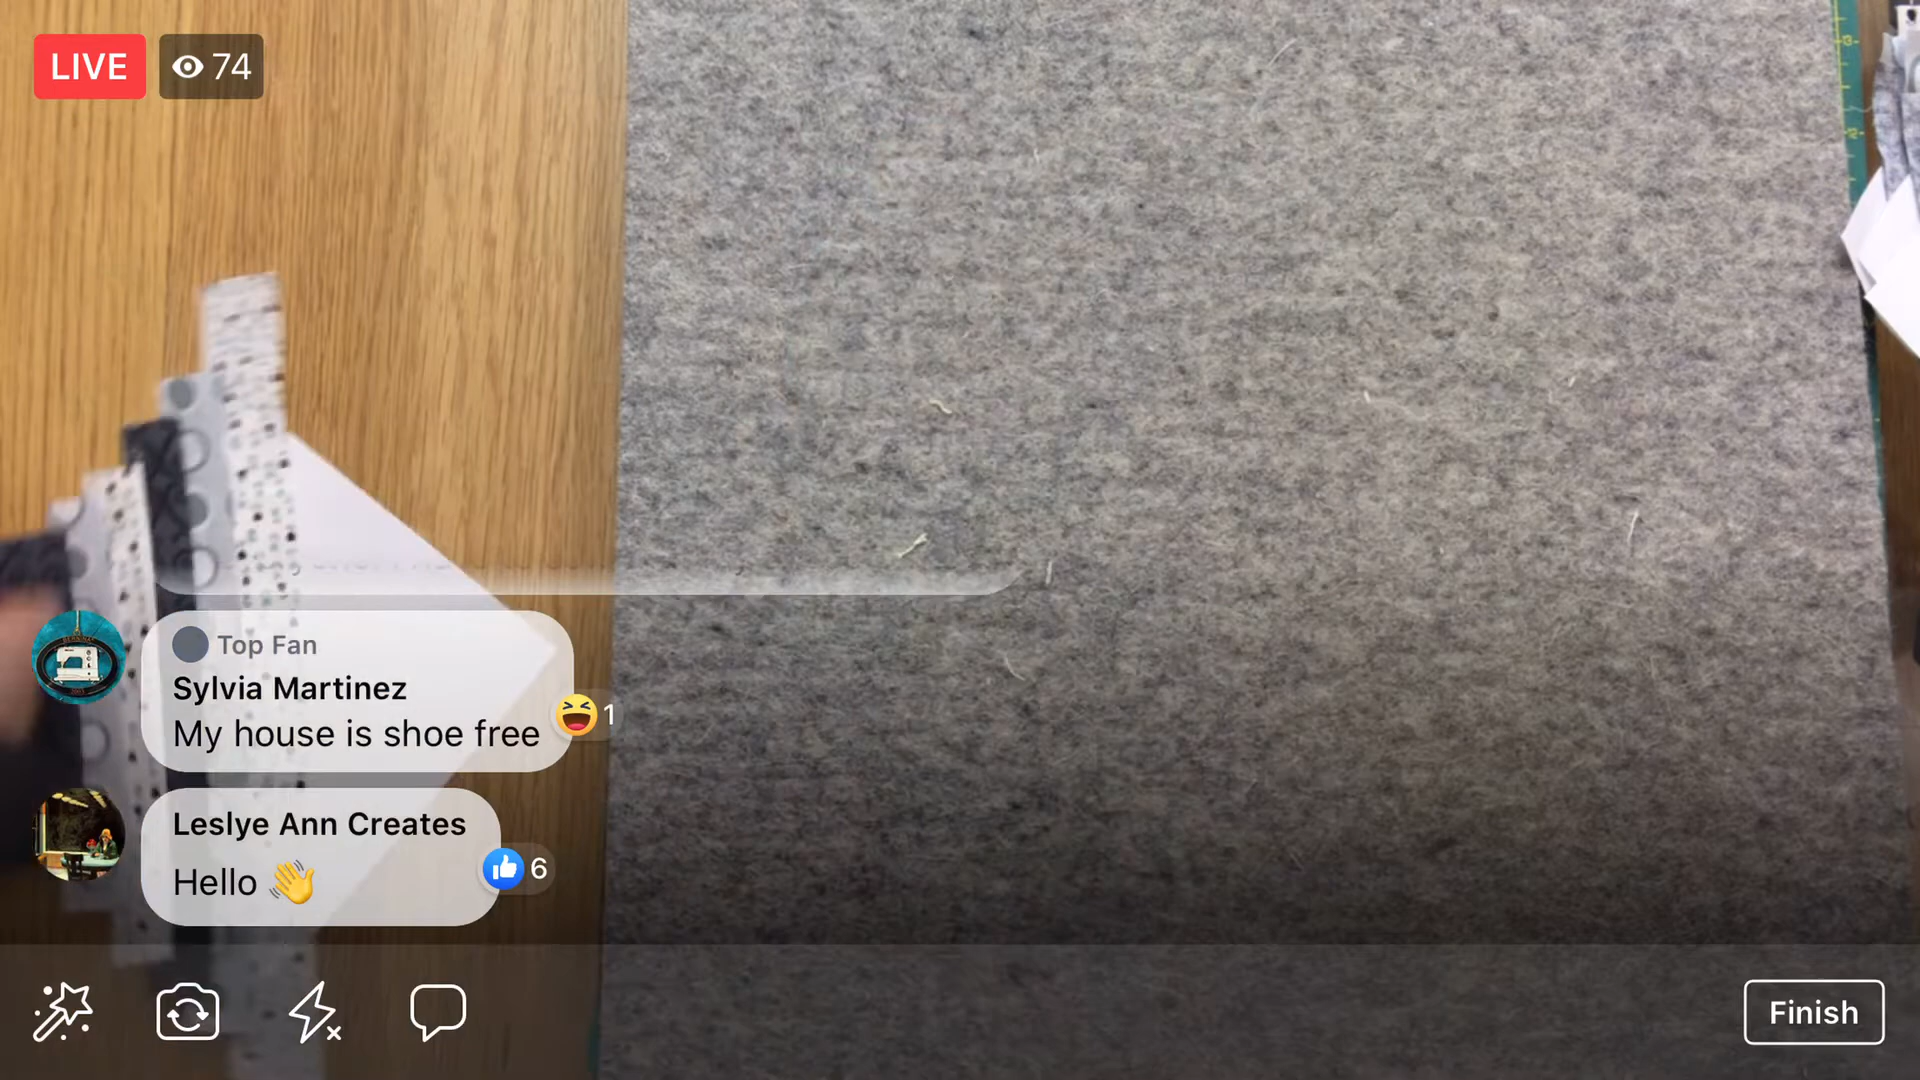 LIVE 74
Top Fan
Sylvia Martinez
My house is shoe free
1
Leslye Ann Creates
Hello 👋
6
Finish